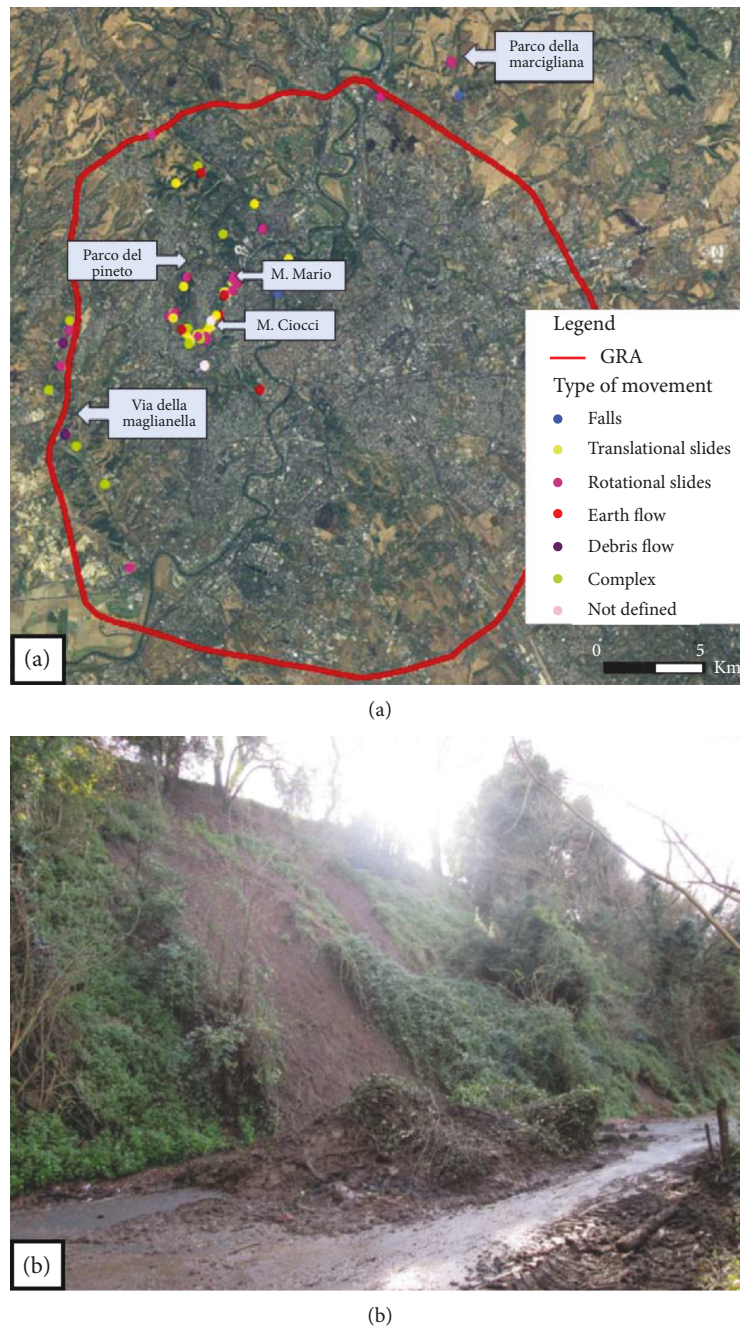 Parco della
marcigliana
Parco del
pineto
M. Mario
M. Ciocci
Via della
maglianella
Legend
GRA
Type of movement
Falls
Translational slides
Rotational slides
Earth flow
Debris flow
Complex
Not defined
0 5
Km
(a)
(a)
(b)
(b)